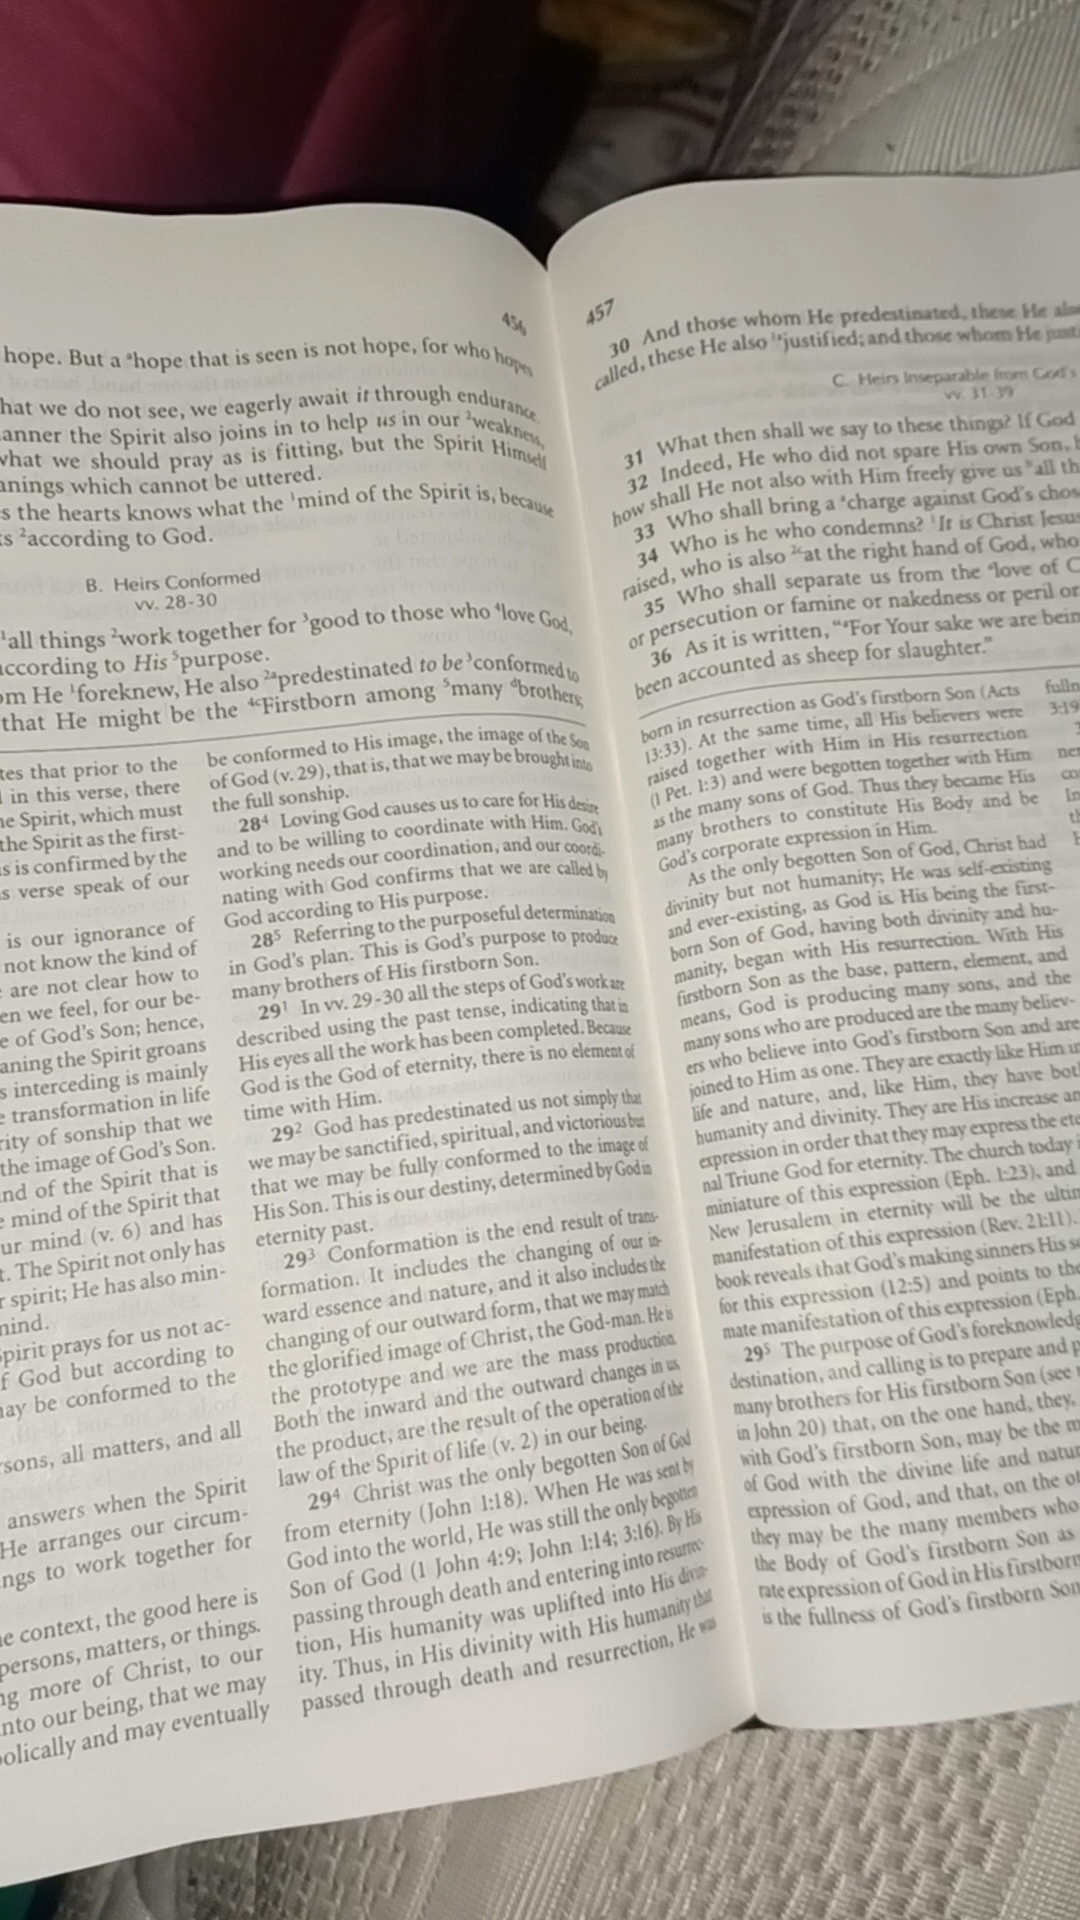 456
hope. But a ᵃhope that is seen is not hope, for who hopes
hat we do not see, we eagerly await it through endurance.
anner the Spirit also joins in to help us in our ²weakness,
what we should pray as is fitting, but the Spirit Himself
anings which cannot be uttered.
s the hearts knows what the ¹mind of the Spirit is, because
s ²according to God.
B. Heirs Conformed
vv. 28-30
¹all things ²work together for ³good to those who ⁴love God,
ccording to His ⁵purpose.
om He ¹foreknew, He also ²ᵃpredestinated to be ³conformed to
that He might be the ⁴ᶜFirstborn among ⁵many ᵈbrothers;
tes that prior to the
in this verse, there
he Spirit, which must
the Spirit as the first-
s is confirmed by the
s verse speak of our
is our ignorance of
not know the kind of
are not clear how to
en we feel, for our be-
e of God's Son; hence,
aning the Spirit groans
s interceding is mainly
e transformation in life
rity of sonship that we
the image of God's Son.
nd of the Spirit that is
e mind of the Spirit that
ur mind (v. 6) and has
t. The Spirit not only has
r spirit; He has also min-
mind.
Spirit prays for us not ac-
f God but according to
may be conformed to the
rsons, all matters, and all
answers when the Spirit
He arranges our circum-
ngs to work together for
he context, the good here is
persons, matters, or things.
ng more of Christ, to our
nto our being, that we may
bolically and may eventually
be conformed to His image, the image of the Son
of God (v. 29), that is, that we may be brought into
the full sonship.
28⁴ Loving God causes us to care for His desire
and to be willing to coordinate with Him. God's
working needs our coordination, and our coordi-
nating with God confirms that we are called by
God according to His purpose.
28⁵ Referring to the purposeful determination
in God's plan. This is God's purpose to produce
many brothers of His firstborn Son.
29¹ In vv. 29-30 all the steps of God's work are
described using the past tense, indicating that in
His eyes all the work has been completed. Because
God is the God of eternity, there is no element of
time with Him.
29² God has predestinated us not simply that
we may be sanctified, spiritual, and victorious but
that we may be fully conformed to the image of
His Son. This is our destiny, determined by God in
eternity past.
29³ Conformation is the end result of trans-
formation. It includes the changing of our in-
ward essence and nature, and it also includes the
changing of our outward form, that we may match
the glorified image of Christ, the God-man. He is
the prototype and we are the mass production.
Both the inward and the outward changes in us,
the product, are the result of the operation of the
law of the Spirit of life (v. 2) in our being.
29⁴ Christ was the only begotten Son of God
from eternity (John 1:18). When He was sent by
God into the world, He was still the only begotten
Son of God (1 John 4:9; John 1:14; 3:16). By His
passing through death and entering into resurrec-
tion, His humanity was uplifted into His divin-
ity. Thus, in His divinity with His humanity that
passed through death and resurrection, He was
457
30 And those whom He predestinated, these He also
called, these He also ¹ᵃjustified; and those whom He justi
C. Heirs Inseparable from God's
vv. 31-39
31 What then shall we say to these things? If God
32 Indeed, He who did not spare His own Son,
how shall He not also with Him freely give us ᵃall th
33 Who shall bring a ᵃcharge against God's chos
34 Who is he who condemns? ¹It is Christ Jesus
raised, who is also ²ᶜat the right hand of God, who
35 Who shall separate us from the ᵃlove of C
or persecution or famine or nakedness or peril or
36 As it is written, "ᵃFor Your sake we are bein
been accounted as sheep for slaughter."
born in resurrection as God's firstborn Son (Acts
13:33). At the same time, all His believers were
raised together with Him in His resurrection
(1 Pet. 1:3) and were begotten together with Him
as the many sons of God. Thus they became His
many brothers to constitute His Body and be
God's corporate expression in Him.
As the only begotten Son of God, Christ had
divinity but not humanity; He was self-existing
and ever-existing, as God is. His being the first-
born Son of God, having both divinity and hu-
manity, began with His resurrection. With His
firstborn Son as the base, pattern, element, and
means, God is producing many sons, and the
many sons who are produced are the many believ-
ers who believe into God's firstborn Son and are
joined to Him as one. They are exactly like Him in
life and nature, and, like Him, they have bot
humanity and divinity. They are His increase an
expression in order that they may express the ete
nal Triune God for eternity. The church today i
miniature of this expression (Eph. 1:23), and
New Jerusalem in eternity will be the ultim
manifestation of this expression (Rev. 21:11).
book reveals that God's making sinners His s
for this expression (12:5) and points to the
mate manifestation of this expression (Eph.
29⁵ The purpose of God's foreknowledg
destination, and calling is to prepare and p
many brothers for His firstborn Son (see
in John 20) that, on the one hand, they,
with God's firstborn Son, may be the m
of God with the divine life and natur
expression of God, and that, on the ot
they may be the many members who
the Body of God's firstborn Son as
rate expression of God in His firstborn
is the fullness of God's firstborn Son
fulln
3:19